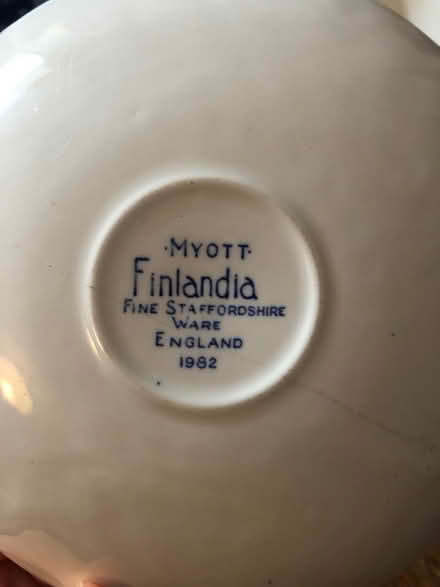 ·MYOTT·
Finlandia
FINE STAFFORDSHIRE
WARE
ENGLAND
1982